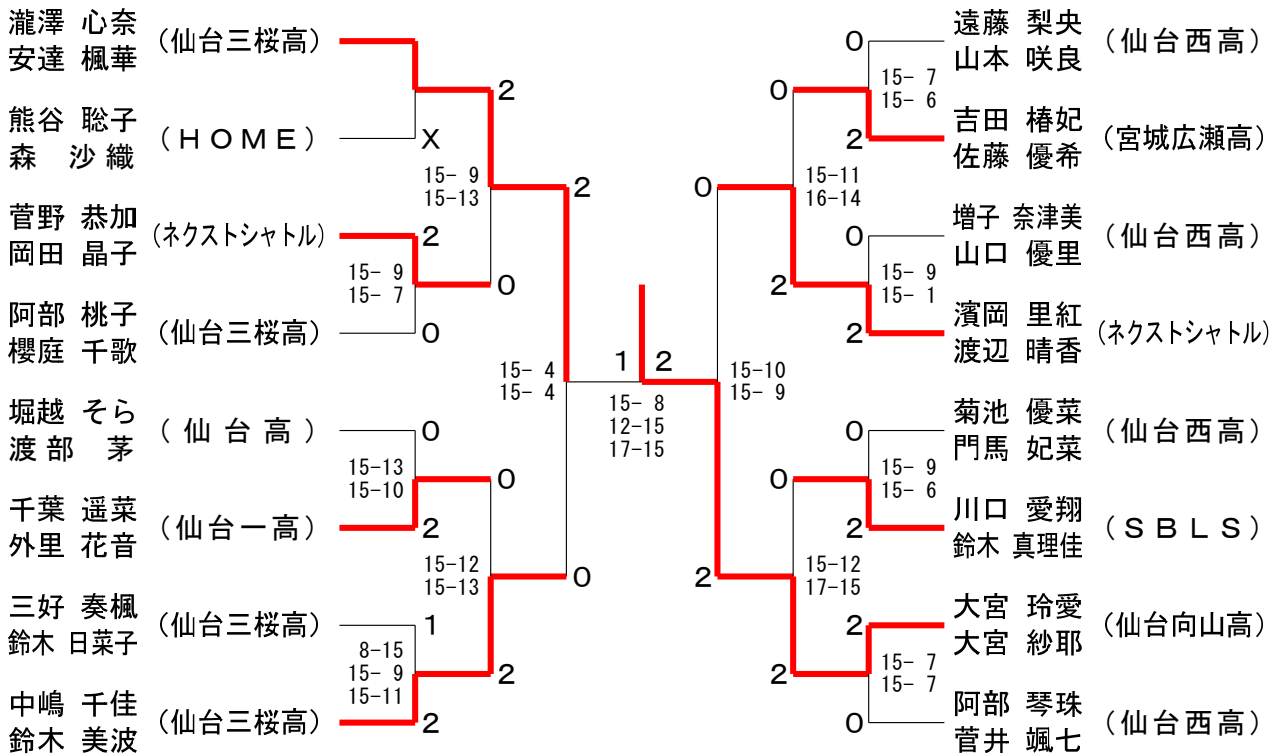 瀧澤 心奈
安達 楓華
(仙台三桜高)
熊谷 聡子
森 沙織
(HOME)
X
2
15- 9
15-13
菅野 恭加
岡田 晶子
(ネクストシャトル)
2
15- 9
15- 7
0
阿部 桃子
櫻庭 千歌
(仙台三桜高)
0
2
15- 4
15- 4
堀越 そら
渡部 茅
(仙台高)
0
15-13
15-10
0
千葉 遥菜
外里 花音
(仙台一高)
2
15-12
15-13
0
三好 奏楓
鈴木 日菜子
(仙台三桜高)
1
8-15
15- 9
15-11
2
中嶋 千佳
鈴木 美波
(仙台三桜高)
2
1 2
15- 8
12-15
17-15
遠藤 梨央
山本 咲良
(仙台西高)
0
15- 7
15- 6
0
吉田 椿妃
佐藤 優希
(宮城広瀬高)
2
15-11
16-14
0
増子 奈津美
山口 優里
(仙台西高)
0
15- 9
15- 1
2
濱岡 里紅
渡辺 晴香
(ネクストシャトル)
2
15-10
15- 9
菊池 優菜
門馬 妃菜
(仙台西高)
0
15- 9
15- 6
0
川口 愛翔
鈴木 真理佳
(SBLS)
2
15-12
17-15
2
大宮 玲愛
大宮 紗耶
(仙台向山高)
2
15- 7
15- 7
2
阿部 琴珠
菅井 颯七
(仙台西高)
0